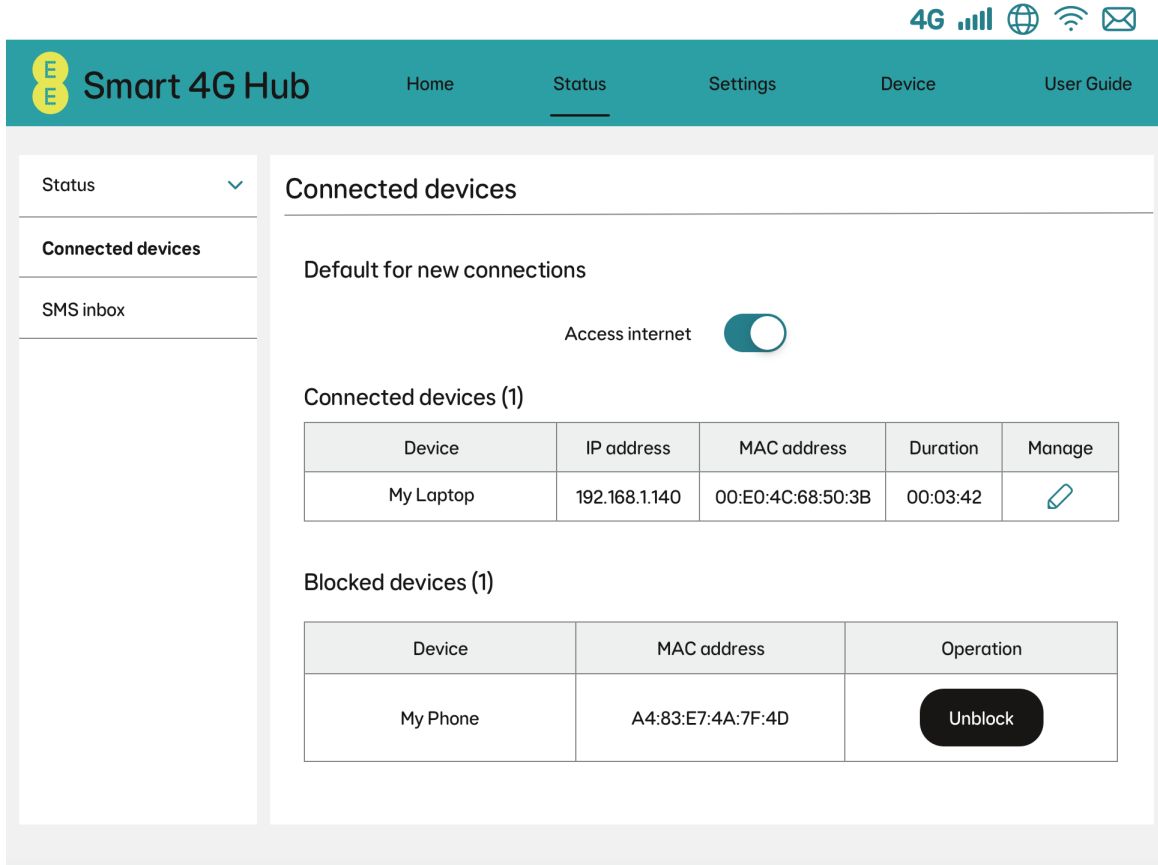 4G
EE Smart 4G Hub Home Status Settings Device User Guide
Status
Connected devices
SMS inbox
Connected devices
Default for new connections
Access internet
Connected devices (1)
Device IP address MAC address Duration Manage
My Laptop 192.168.1.140 00:E0:4C:68:50:3B 00:03:42
Blocked devices (1)
Device MAC address Operation
My Phone A4:83:E7:4A:7F:4D Unblock